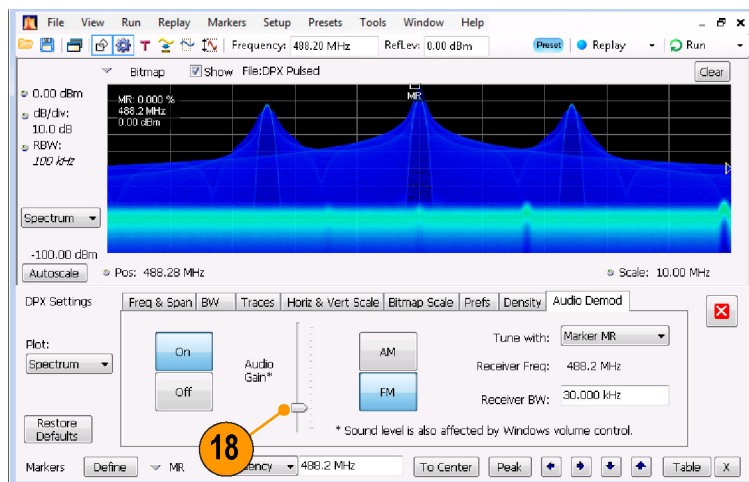 File View Run Replay Markers Setup Presets Tools Window Help
T Frequency: 488.20 MHz RefLev: 0.00 dBm Preset Replay Run
Bitmap Show File:DPX Pulsed Clear
0.00 dBm
dB/div:
10.0 dB
RBW:
100 kHz
MR: 0.000 %
488.2 MHz
0.00 dBm
MR
Spectrum
-100.00 dBm
Autoscale Pos: 488.28 MHz Scale: 10.00 MHz
DPX Settings Freq & Span BW Traces Horiz & Vert Scale Bitmap Scale Prefs Density Audio Demod
Plot:
Spectrum
Restore
Defaults
On
Off
Audio
Gain*
AM
FM
Tune with: Marker MR
Receiver Freq: 488.2 MHz
Receiver BW: 30.000 kHz
* Sound level is also affected by Windows volume control.
18
Markers Define MR 488.2 MHz To Center Peak Table X